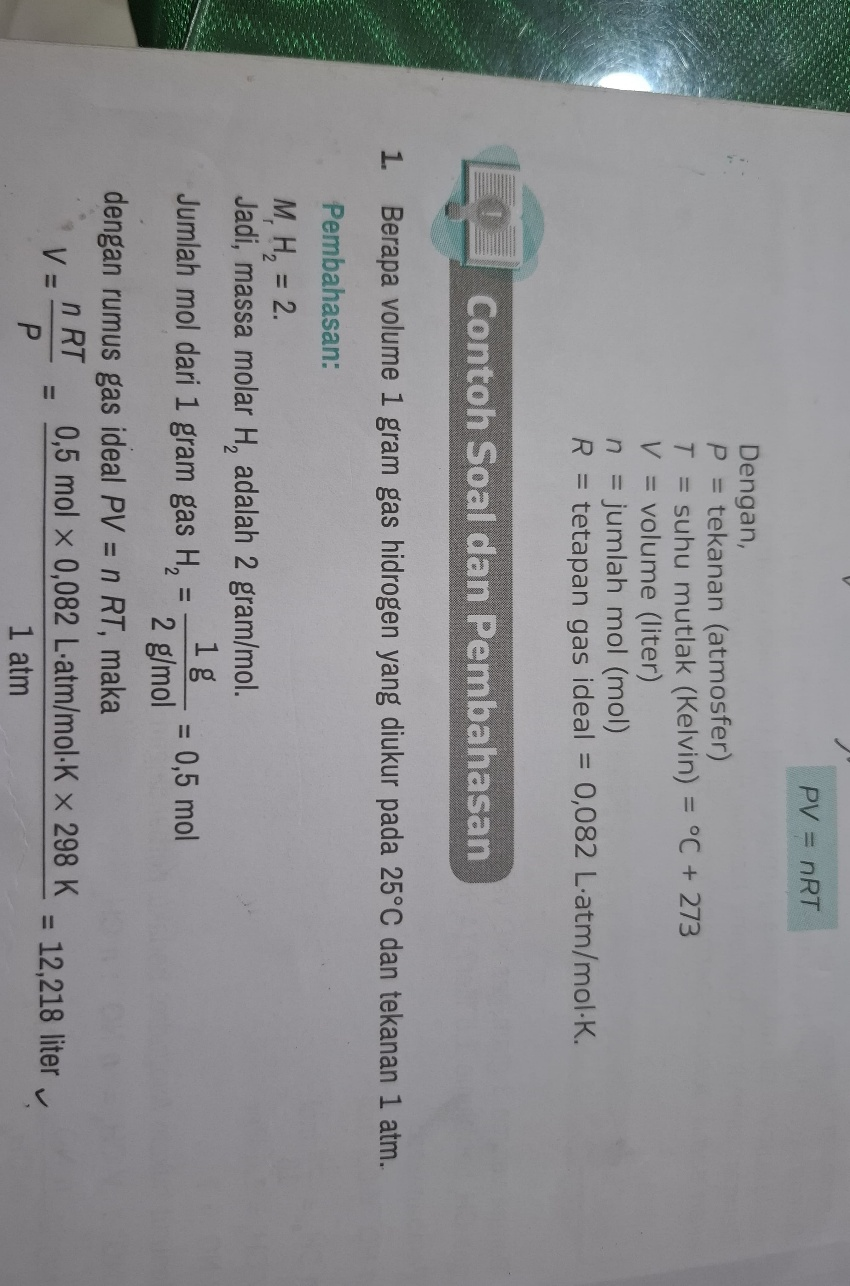 PV = nRT
Dengan,
P = tekanan (atmosfer)
T = suhu mutlak (Kelvin) = °C + 273
V = volume (liter)
n = jumlah mol (mol)
R = tetapan gas ideal = 0,082 L·atm/mol·K.
Contoh Soal dan Pembahasan
1. Berapa volume 1 gram gas hidrogen yang diukur pada 25°C dan tekanan 1 atm.
Pembahasan:
Mᵣ H₂ = 2.
Jadi, massa molar H₂ adalah 2 gram/mol.
Jumlah mol dari 1 gram gas H₂ = 1 g / 2 g/mol = 0,5 mol
dengan rumus gas ideal PV = n RT, maka
V = n RT / P = 0,5 mol × 0,082 L·atm/mol·K × 298 K / 1 atm = 12,218 liter ✓